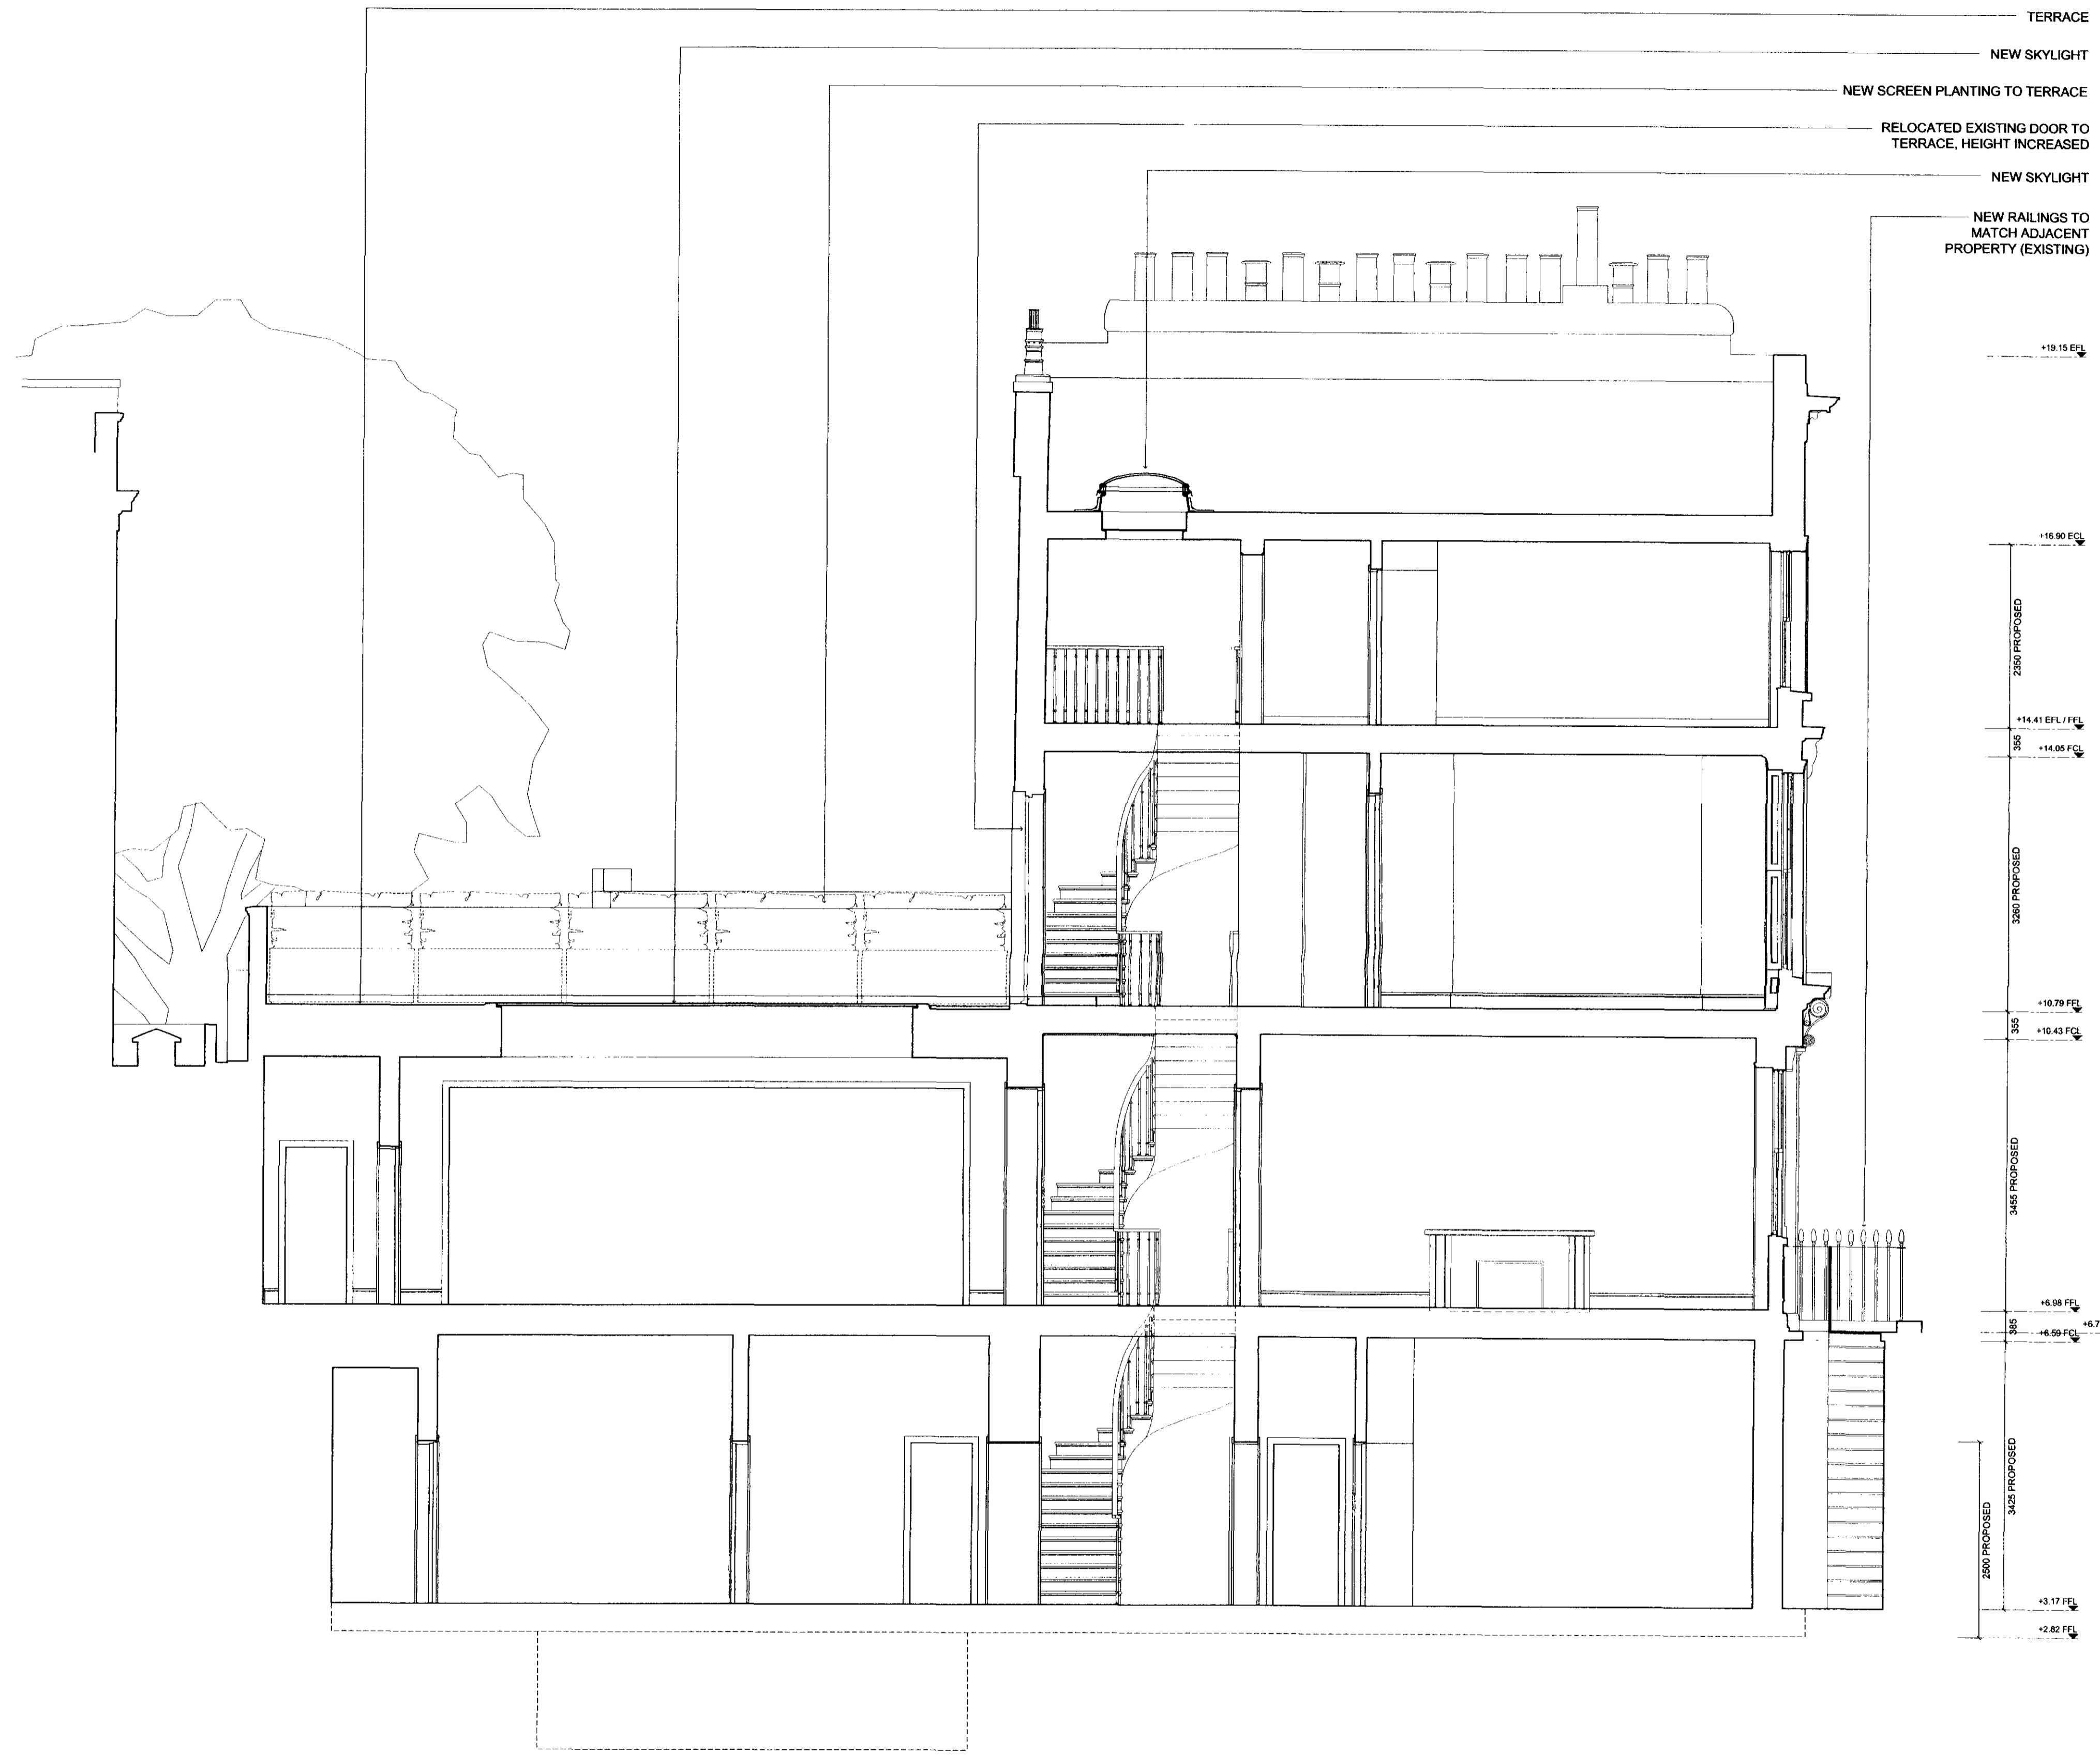 TERRACE
NEW SKYLIGHT
NEW SCREEN PLANTING TO TERRACE
RELOCATED EXISTING DOOR TO
TERRACE, HEIGHT INCREASED
NEW SKYLIGHT
NEW RAILINGS TO
MATCH ADJACENT
PROPERTY (EXISTING)
+19.15 EFL
+16.90 ECL
2350 PROPOSED
+14.41 EFL / FFL
355
+14.05 FCL
3260 PROPOSED
+10.79 FFL
355
+10.43 FCL
3455 PROPOSED
+6.98 FFL
385
+6.7
+6.59 FCL
3425 PROPOSED
2500 PROPOSED
+3.17 FFL
+2.82 FFL